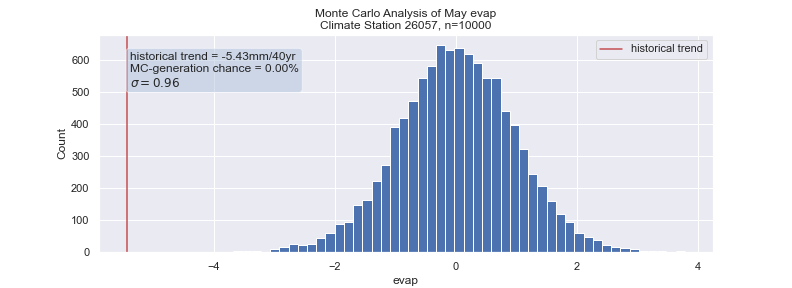 Monte Carlo Analysis of May evap
Climate Station 26057, n=10000
historical trend = -5.43mm/40yr
MC-generation chance = 0.00%
σ = 0.96
historical trend
Count
600
500
400
300
200
100
0
−4
−2
0
2
4
evap